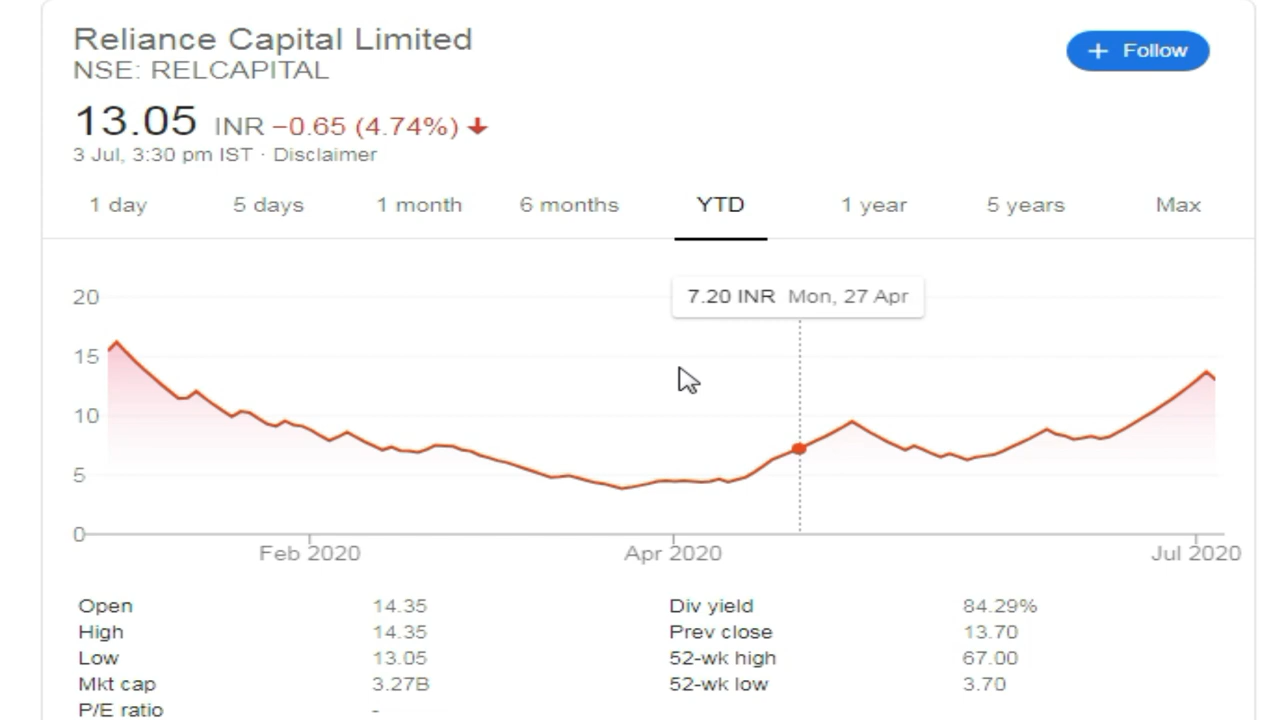 Reliance Capital Limited
NSE: RELCAPITAL
+ Follow
13.05 INR −0.65 (4.74%) ↓
3 Jul, 3:30 pm IST · Disclaimer
1 day 5 days 1 month 6 months YTD 1 year 5 years Max
7.20 INR Mon, 27 Apr
20
15
10
5
0
Feb 2020 Apr 2020 Jul 2020
Open 14.35 Div yield 84.29%
High 14.35 Prev close 13.70
Low 13.05 52-wk high 67.00
Mkt cap 3.27B 52-wk low 3.70
P/E ratio -